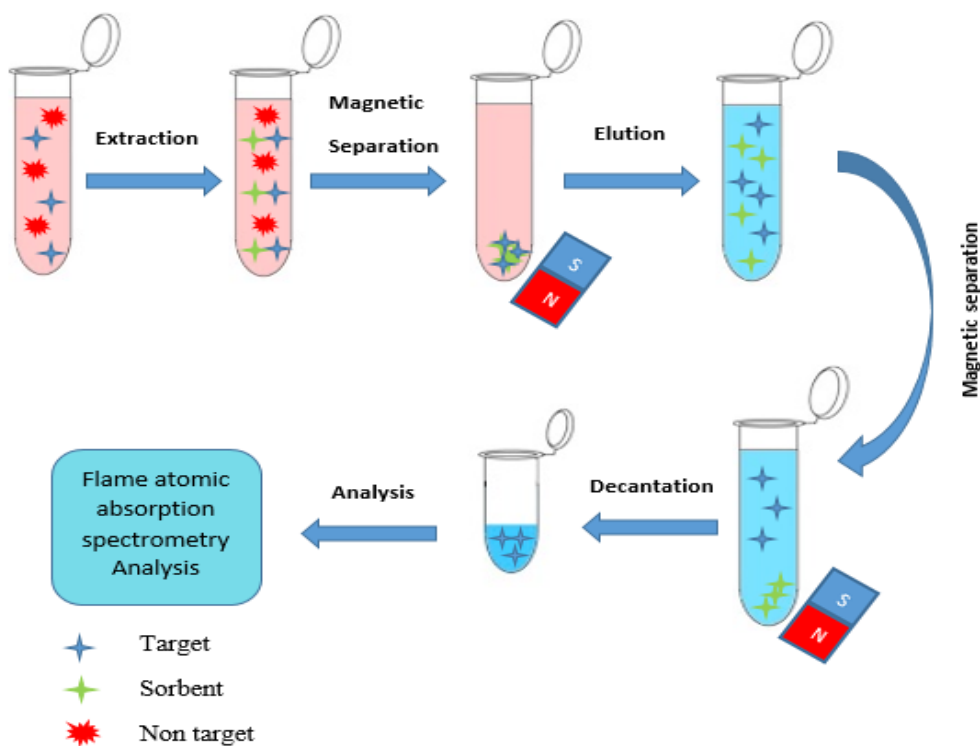 Extraction
Magnetic
Separation
S
N
Elution
Magnetic separation
S
N
Decantation
Analysis
Flame atomic
absorption
spectrometry
Analysis
Target
Sorbent
Non target